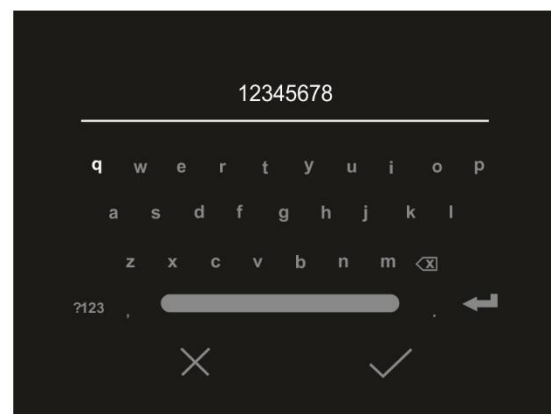 12345678
q w e r t y u i o p
a s d f g h j k l
z x c v b n m
?123 , .